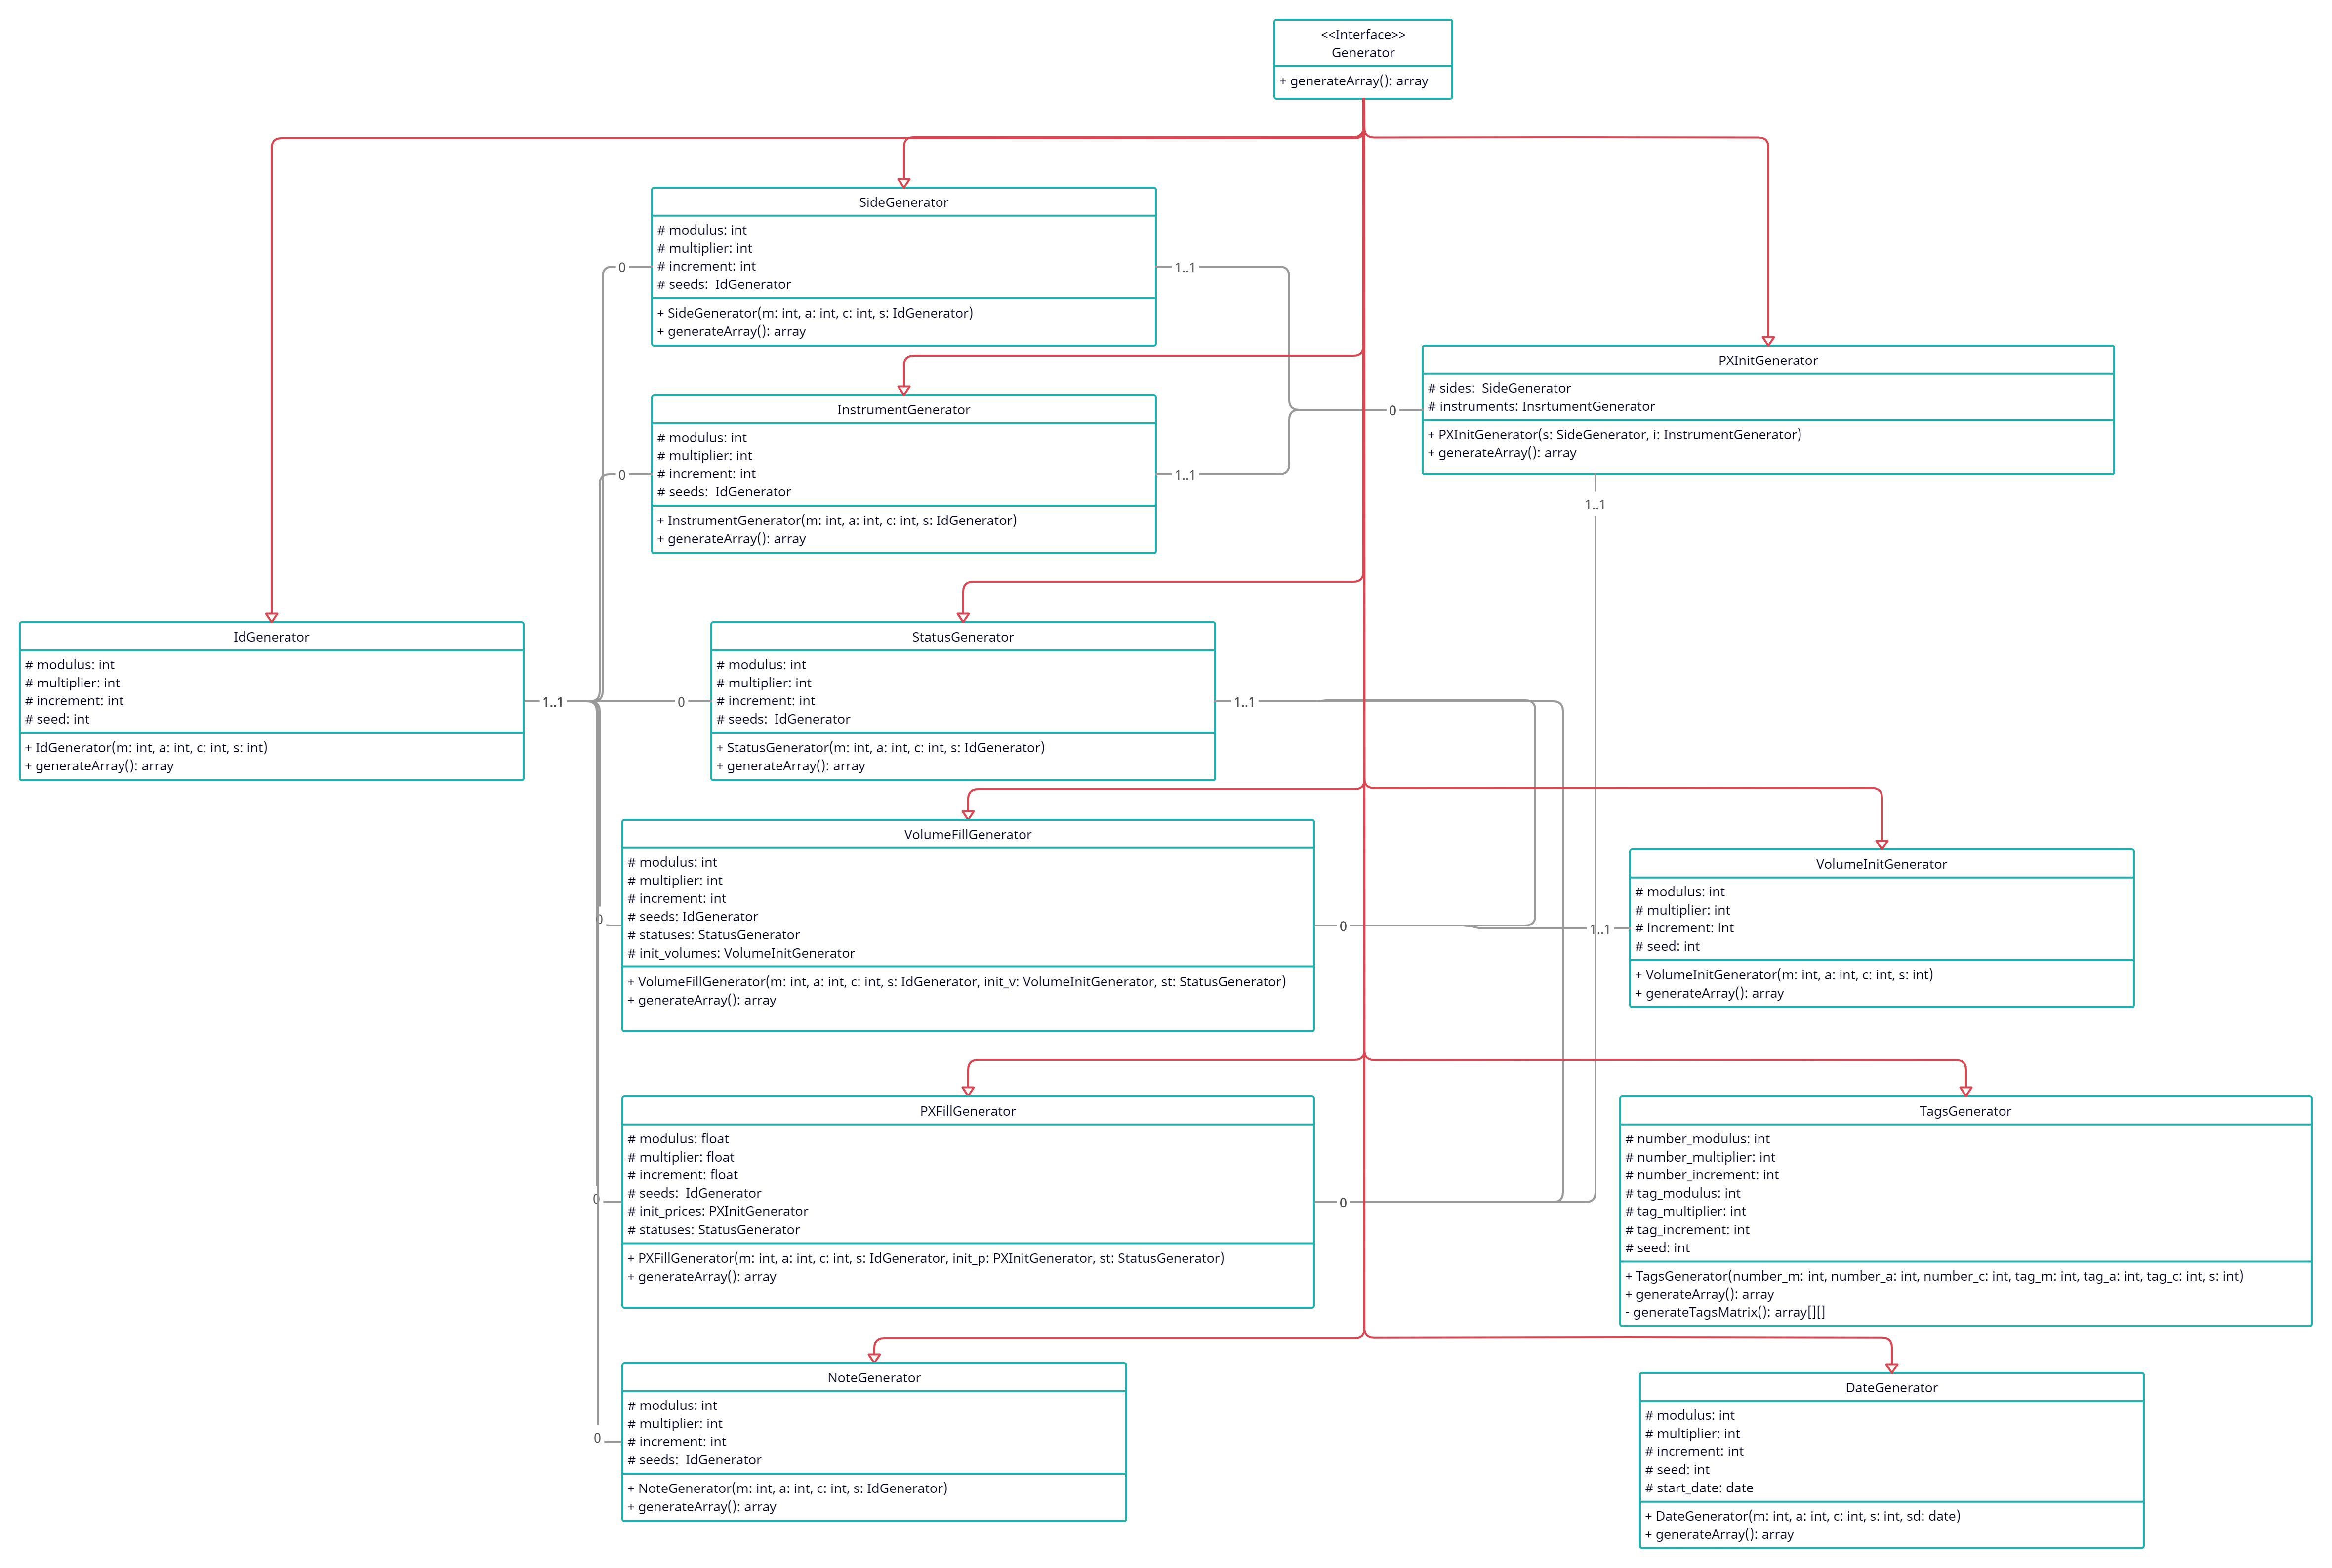 <<Interface>>
Generator
+ generateArray(): array
SideGenerator
# modulus: int
# multiplier: int
# increment: int
# seeds:  IdGenerator
+ SideGenerator(m: int, a: int, c: int, s: IdGenerator)
+ generateArray(): array
0
1..1
PXInitGenerator
# sides:  SideGenerator
# instruments: InsrtumentGenerator
+ PXInitGenerator(s: SideGenerator, i: InstrumentGenerator)
+ generateArray(): array
0
1..1
InstrumentGenerator
# modulus: int
# multiplier: int
# increment: int
# seeds:  IdGenerator
+ InstrumentGenerator(m: int, a: int, c: int, s: IdGenerator)
+ generateArray(): array
0
1..1
IdGenerator
# modulus: int
# multiplier: int
# increment: int
# seed: int
+ IdGenerator(m: int, a: int, c: int, s: int)
+ generateArray(): array
1..1
StatusGenerator
# modulus: int
# multiplier: int
# increment: int
# seeds:  IdGenerator
+ StatusGenerator(m: int, a: int, c: int, s: IdGenerator)
+ generateArray(): array
0
1..1
VolumeFillGenerator
# modulus: int
# multiplier: int
# increment: int
# seeds: IdGenerator
# statuses: StatusGenerator
# init_volumes: VolumeInitGenerator
+ VolumeFillGenerator(m: int, a: int, c: int, s: IdGenerator, init_v: VolumeInitGenerator, st: StatusGenerator)
+ generateArray(): array
0
0
1..1
VolumeInitGenerator
# modulus: int
# multiplier: int
# increment: int
# seed: int
+ VolumeInitGenerator(m: int, a: int, c: int, s: int)
+ generateArray(): array
PXFillGenerator
# modulus: float
# multiplier: float
# increment: float
# seeds:  IdGenerator
# init_prices: PXInitGenerator
# statuses: StatusGenerator
+ PXFillGenerator(m: int, a: int, c: int, s: IdGenerator, init_p: PXInitGenerator, st: StatusGenerator)
+ generateArray(): array
0
0
TagsGenerator
# number_modulus: int
# number_multiplier: int
# number_increment: int
# tag_modulus: int
# tag_multiplier: int
# tag_increment: int
# seed: int
+ TagsGenerator(number_m: int, number_a: int, number_c: int, tag_m: int, tag_a: int, tag_c: int, s: int)
+ generateArray(): array
- generateTagsMatrix(): array[][]
NoteGenerator
# modulus: int
# multiplier: int
# increment: int
# seeds:  IdGenerator
+ NoteGenerator(m: int, a: int, c: int, s: IdGenerator)
+ generateArray(): array
0
DateGenerator
# modulus: int
# multiplier: int
# increment: int
# seed: int
# start_date: date
+ DateGenerator(m: int, a: int, c: int, s: int, sd: date)
+ generateArray(): array